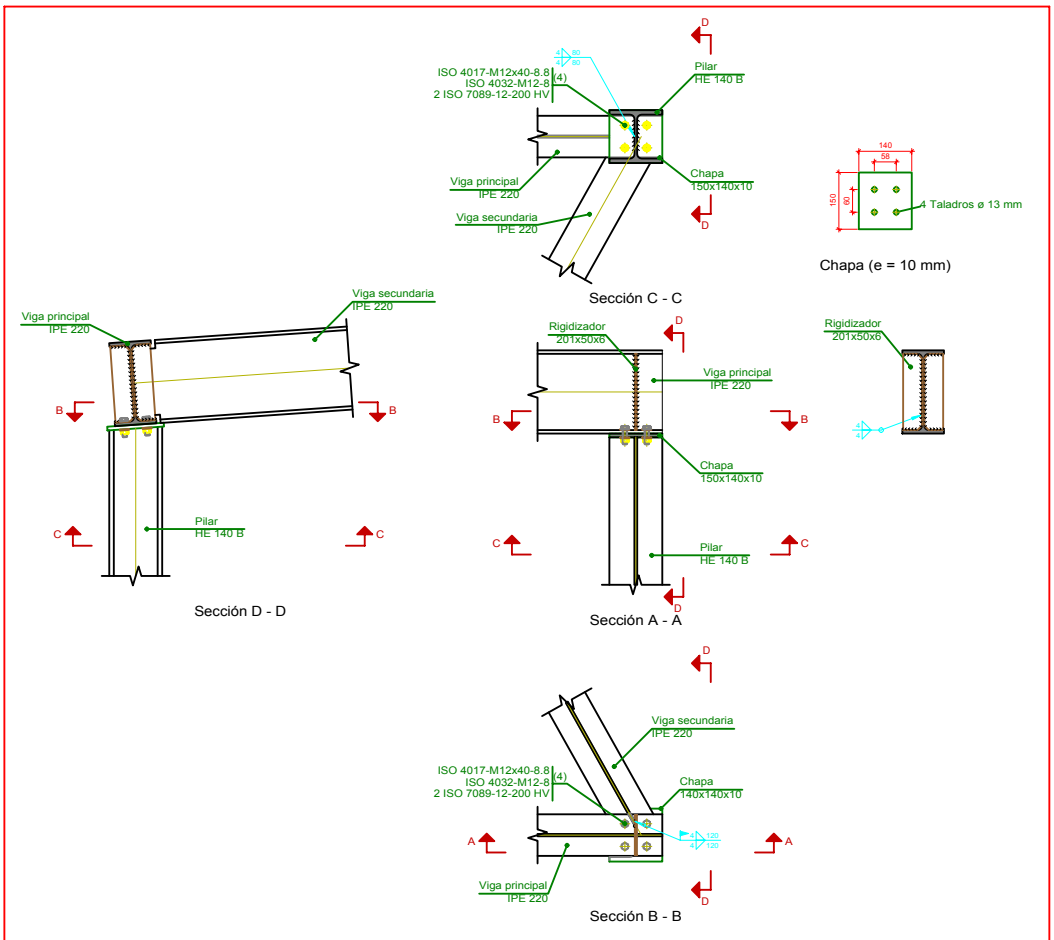 D
4 80
4 80
ISO 4017-M12x40-8.8
ISO 4032-M12-8
2 ISO 7089-12-200 HV
(4)
Pilar
HE 140 B
Viga principal
IPE 220
Viga secundaria
IPE 220
Chapa
150x140x10
D
Sección C - C
140
58
150
60
4 Taladros ø 13 mm
Chapa (e = 10 mm)
Viga principal
IPE 220
Viga secundaria
IPE 220
B
B
C
C
Pilar
HE 140 B
Sección D - D
D
Rigidizador
201x50x6
Viga principal
IPE 220
B
B
Chapa
150x140x10
C
C
Pilar
HE 140 B
D
Sección A - A
Rigidizador
201x50x6
4
4
D
Viga secundaria
IPE 220
ISO 4017-M12x40-8.8
ISO 4032-M12-8
2 ISO 7089-12-200 HV
(4)
Chapa
140x140x10
A
A
4 120
4 120
Viga principal
IPE 220
D
Sección B - B